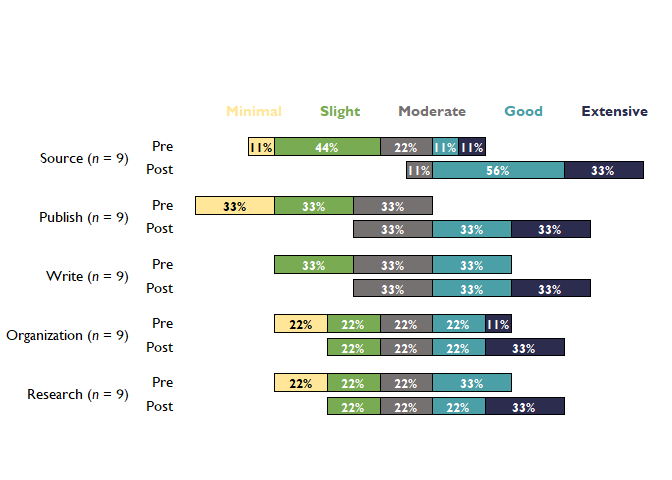 Minimal Slight Moderate Good Extensive
Source (n = 9) Pre 11% 44% 22% 11% 11%
Post 11% 56% 33%
Publish (n = 9) Pre 33% 33% 33%
Post 33% 33% 33%
Write (n = 9) Pre 33% 33% 33%
Post 33% 33% 33%
Organization (n = 9) Pre 22% 22% 22% 22% 11%
Post 22% 22% 22% 33%
Research (n = 9) Pre 22% 22% 22% 33%
Post 22% 22% 22% 33%